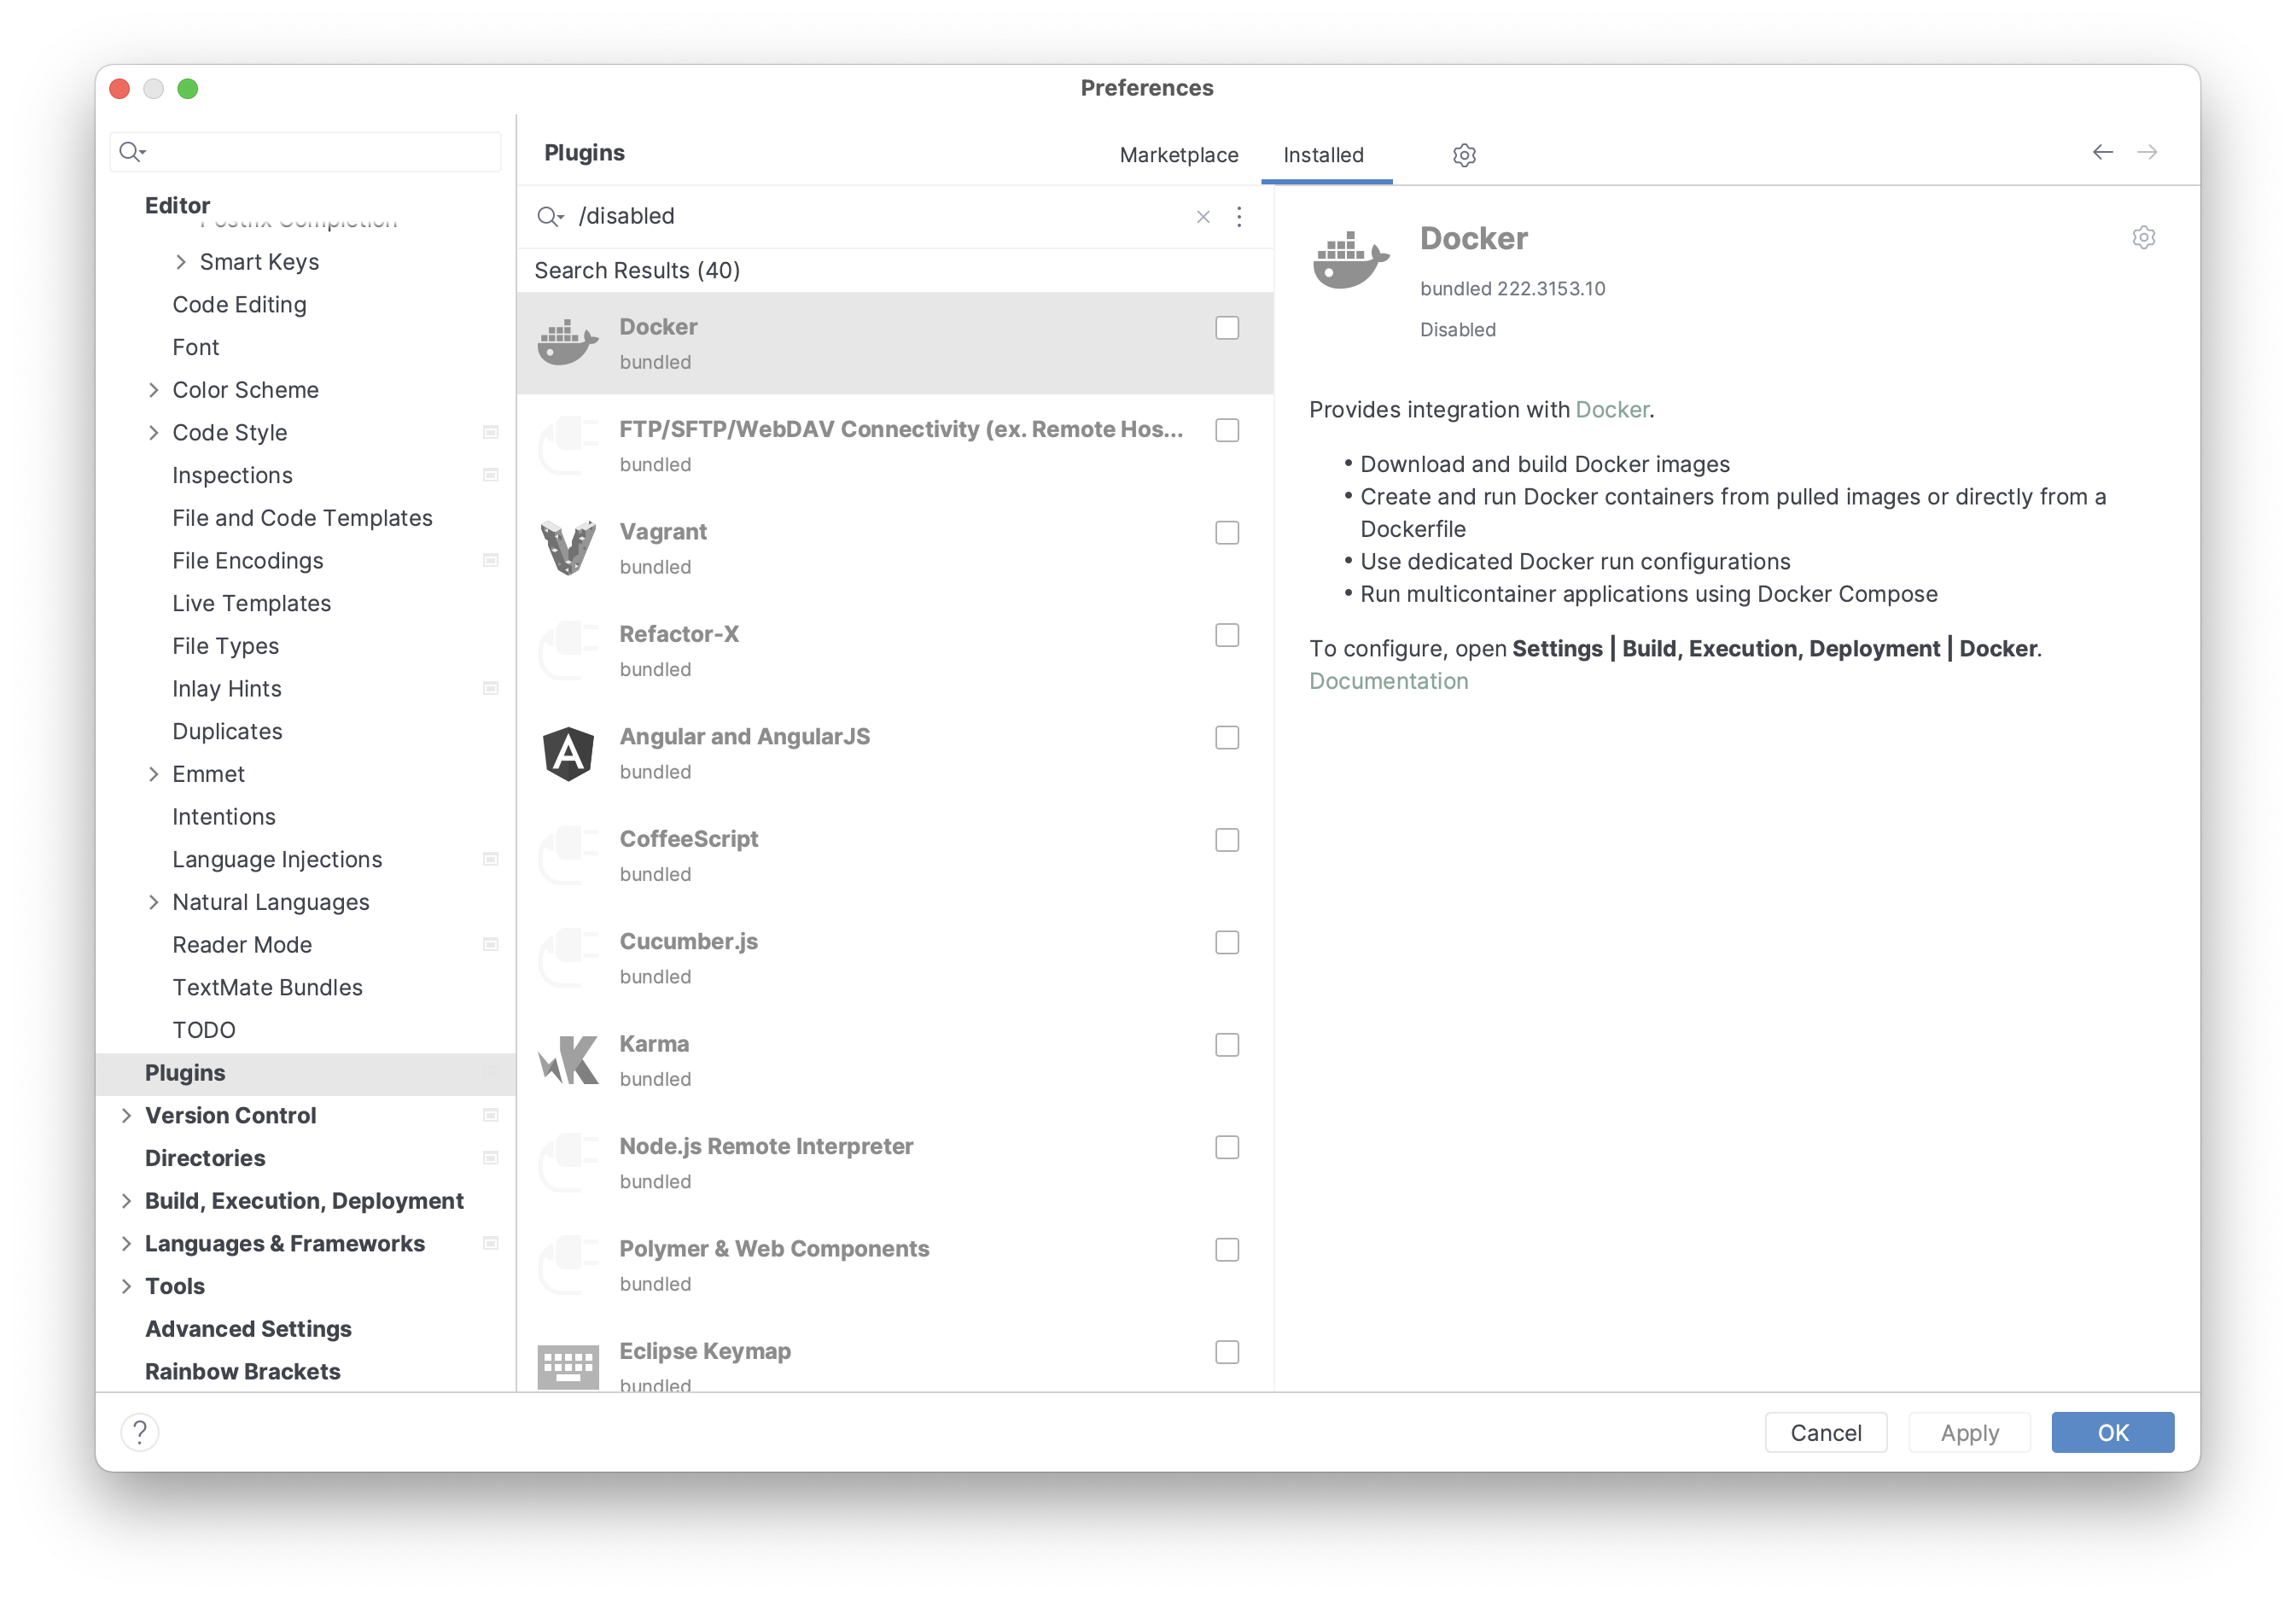 Preferences
Editor
Postfix Completion
Smart Keys
Code Editing
Font
Color Scheme
Code Style
Inspections
File and Code Templates
File Encodings
Live Templates
File Types
Inlay Hints
Duplicates
Emmet
Intentions
Language Injections
Natural Languages
Reader Mode
TextMate Bundles
TODO
Plugins
Version Control
Directories
Build, Execution, Deployment
Languages & Frameworks
Tools
Advanced Settings
Rainbow Brackets
Plugins
Marketplace
Installed
/disabled
Search Results (40)
Docker
bundled
FTP/SFTP/WebDAV Connectivity (ex. Remote Hos...
bundled
Vagrant
bundled
Refactor-X
bundled
Angular and AngularJS
bundled
CoffeeScript
bundled
Cucumber.js
bundled
Karma
bundled
Node.js Remote Interpreter
bundled
Polymer & Web Components
bundled
Eclipse Keymap
bundled
Docker
bundled 222.3153.10
Disabled
Provides integration with Docker.
• Download and build Docker images
• Create and run Docker containers from pulled images or directly from a
Dockerfile
• Use dedicated Docker run configurations
• Run multicontainer applications using Docker Compose
To configure, open Settings | Build, Execution, Deployment | Docker.
Documentation
?
Cancel
Apply
OK